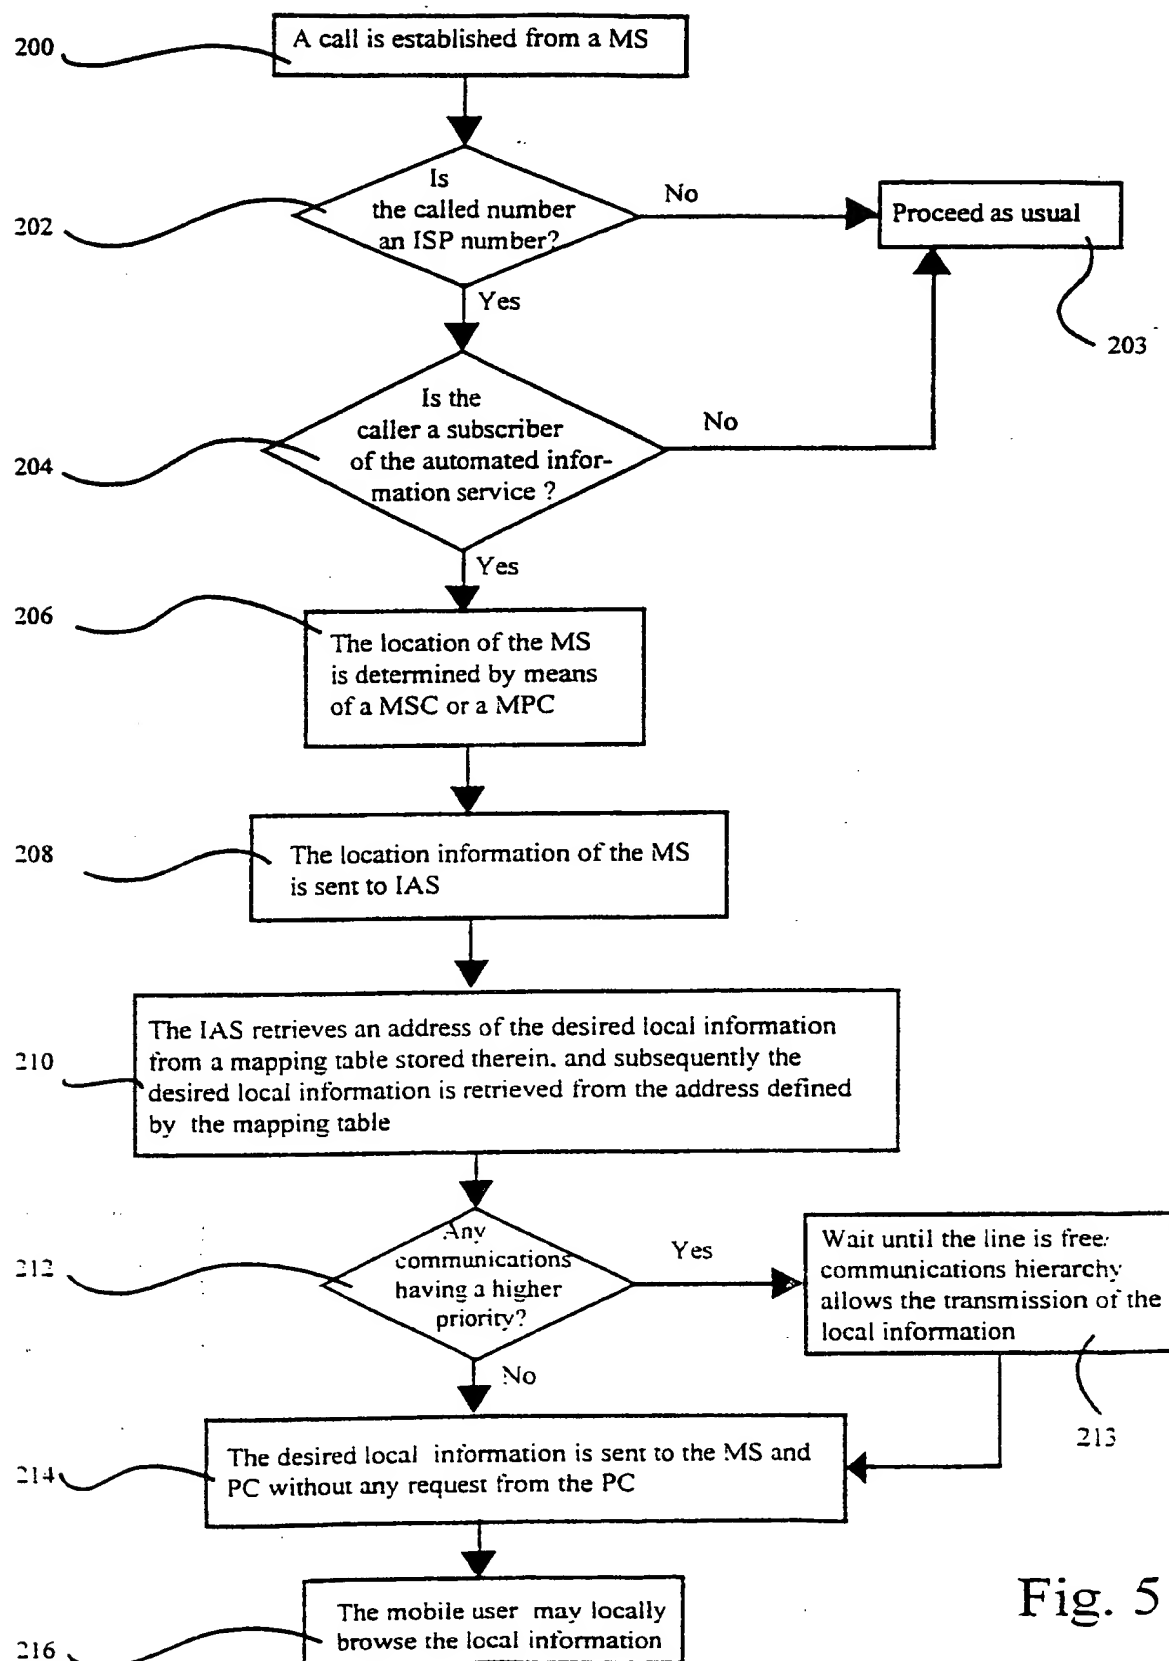 200
A call is established from a MS
202
Is
the called number
an ISP number?
No
Proceed as usual
203
Yes
204
Is the
caller a subscriber
of the automated infor-
mation service ?
No
Yes
206
The location of the MS
is determined by means
of a MSC or a MPC
208
The location information of the MS
is sent to IAS
210
The IAS retrieves an address of the desired local information
from a mapping table stored therein. and subsequently the
desired local information is retrieved from the address defined
by the mapping table
212
Any
communications
having a higher
priority?
Yes
Wait until the line is free/
communications hierarchy
allows the transmission of the
local information
213
No
214
The desired local information is sent to the MS and
PC without any request from the PC
216
The mobile user may locally
browse the local information
Fig. 5